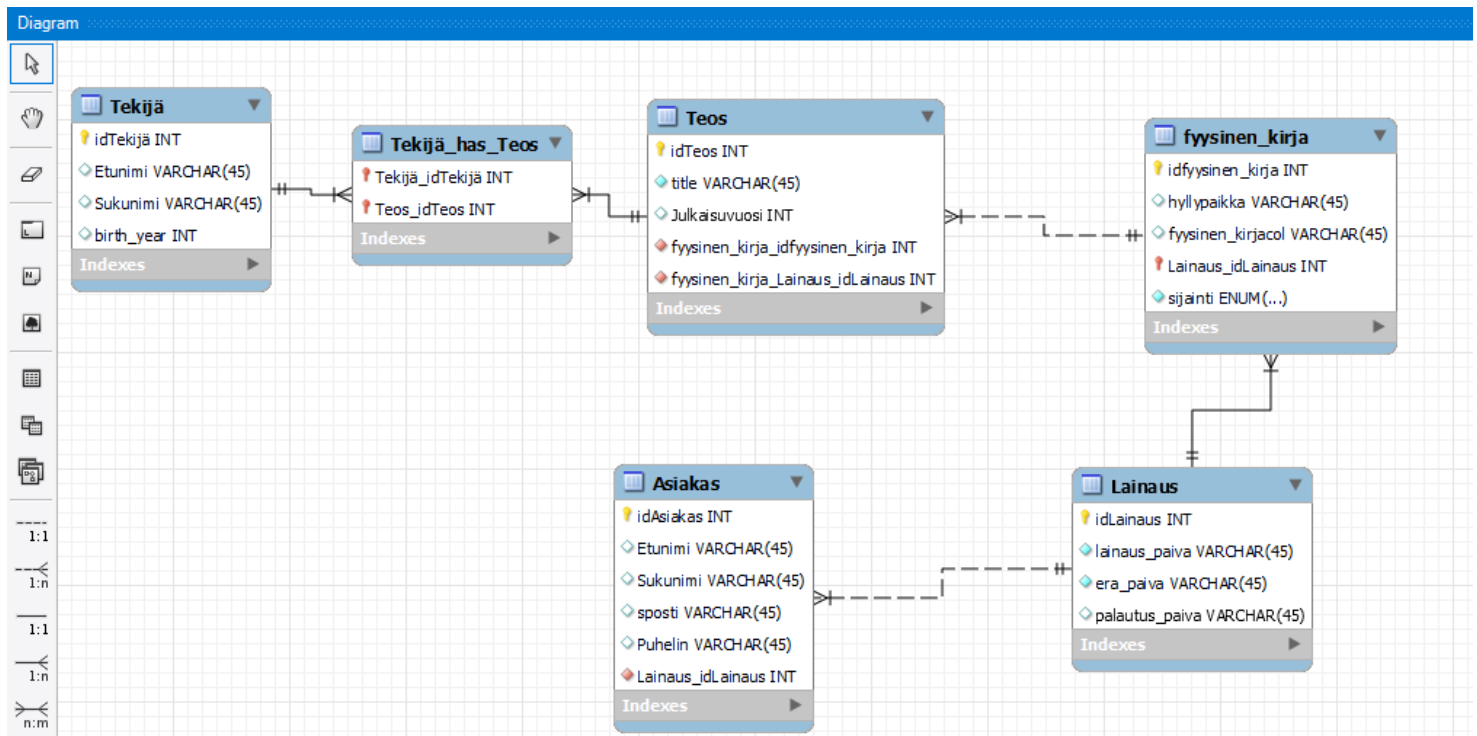 Diagram
Tekijä
idTekijä INT
Etunimi VARCHAR(45)
Sukunimi VARCHAR(45)
birth_year INT
Indexes
Tekijä_has_Teos
Tekijä_idTekijä INT
Teos_idTeos INT
Indexes
Teos
idTeos INT
title VARCHAR(45)
Julkaisuvuosi INT
fyysinen_kirja_idfyysinen_kirja INT
fyysinen_kirja_Lainaus_idLainaus INT
Indexes
fyysinen_kirja
idfyysinen_kirja INT
hyllypaikka VARCHAR(45)
fyysinen_kirjacol VARCHAR(45)
Lainaus_idLainaus INT
sijainti ENUM(...)
Indexes
Asiakas
idAsiakas INT
Etunimi VARCHAR(45)
Sukunimi VARCHAR(45)
sposti VARCHAR(45)
Puhelin VARCHAR(45)
Lainaus_idLainaus INT
Indexes
Lainaus
idLainaus INT
lainaus_paiva VARCHAR(45)
era_paiva VARCHAR(45)
palautus_paiva VARCHAR(45)
Indexes
1:1
1:n
1:1
1:n
n:m